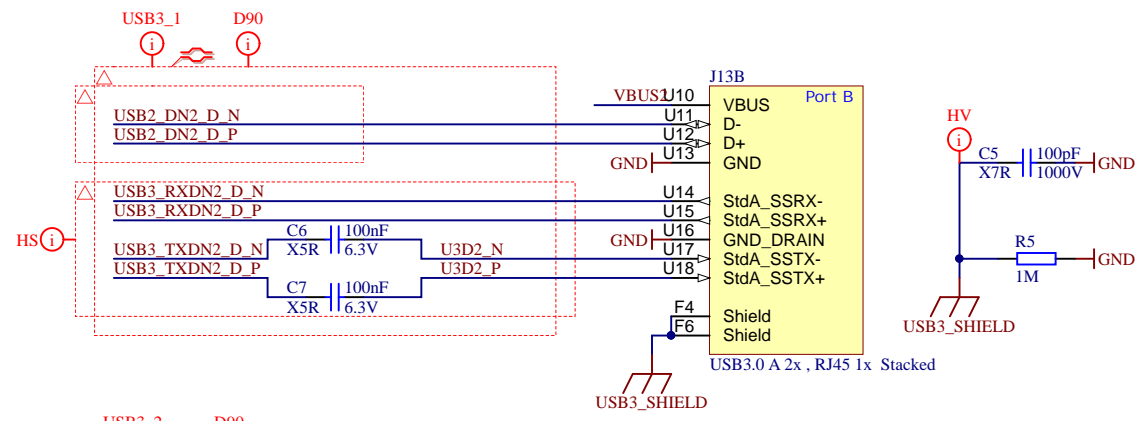 USB3_1 D90
i i
J13B
Port B
VBUS2 U10 VBUS
USB2_DN2_D_N U11 D-
USB2_DN2_D_P U12 D+
GND U13 GND
USB3_RXDN2_D_N U14 StdA_SSRX-
USB3_RXDN2_D_P U15 StdA_SSRX+
HS i
C6 100nF GND U16 GND_DRAIN
USB3_TXDN2_D_N X5R 6.3V U3D2_N U17 StdA_SSTX-
USB3_TXDN2_D_P U3D2_P U18 StdA_SSTX+
C7 100nF
X5R 6.3V
F4 Shield
F6 Shield
USB3.0 A 2x , RJ45 1x Stacked
USB3_SHIELD
HV
i
C5 100pF GND
X7R 1000V
R5 GND
1M
USB3_SHIELD
USB3_2 D90